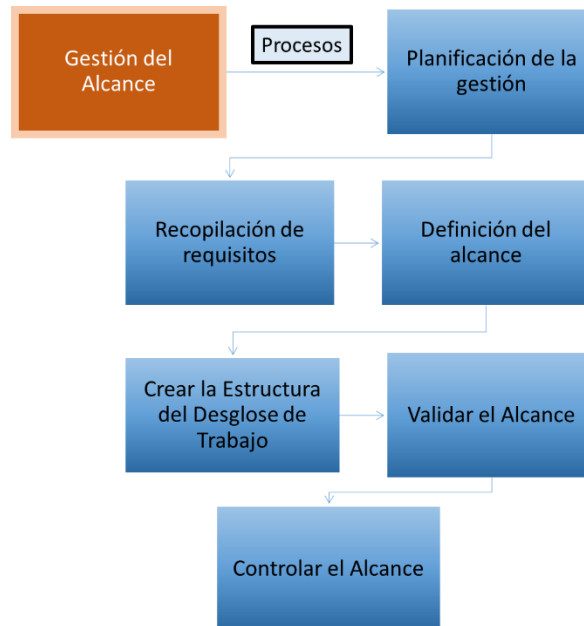 Gestión del
Alcance
Procesos
Planificación de la
gestión
Recopilación de
requisitos
Definición del
alcance
Crear la Estructura
del Desglose de
Trabajo
Validar el Alcance
Controlar el Alcance